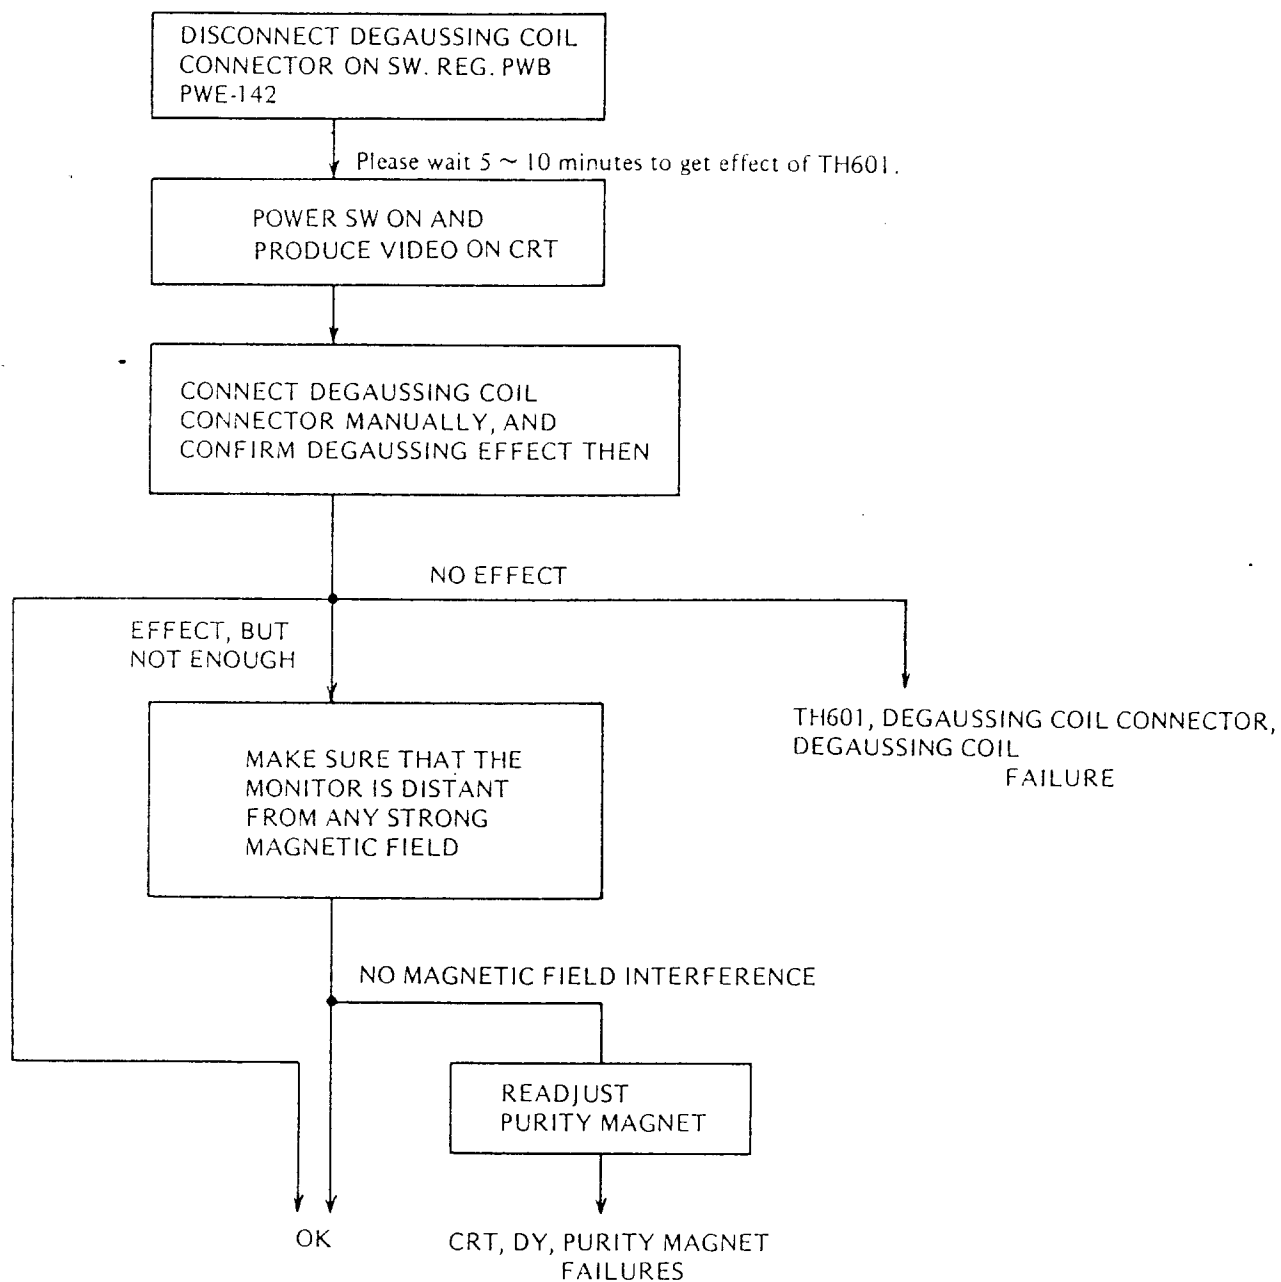 DISCONNECT DEGAUSSING COIL
CONNECTOR ON SW. REG. PWB
PWE-142
Please wait 5 ~ 10 minutes to get effect of TH601.
POWER SW ON AND
PRODUCE VIDEO ON CRT
CONNECT DEGAUSSING COIL
CONNECTOR MANUALLY, AND
CONFIRM DEGAUSSING EFFECT THEN
NO EFFECT
EFFECT, BUT
NOT ENOUGH
TH601, DEGAUSSING COIL CONNECTOR,
DEGAUSSING COIL
FAILURE
MAKE SURE THAT THE
MONITOR IS DISTANT
FROM ANY STRONG
MAGNETIC FIELD
NO MAGNETIC FIELD INTERFERENCE
READJUST
PURITY MAGNET
OK
CRT, DY, PURITY MAGNET
FAILURES